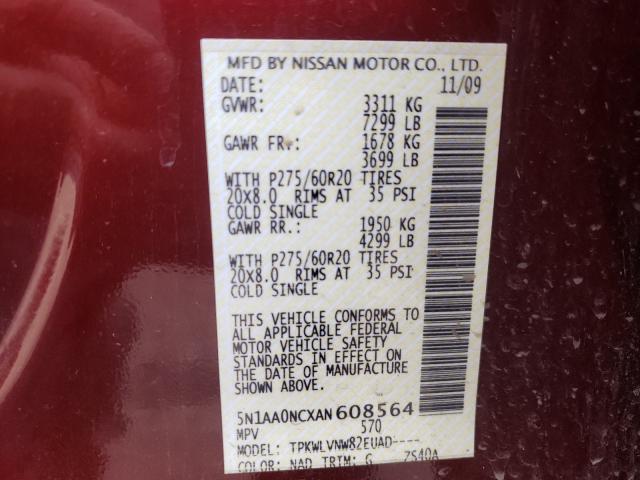 MFD BY NISSAN MOTOR CO., LTD.
DATE: 11/09
GVWR: 3311 KG
7299 LB
GAWR FR.: 1678 KG
3699 LB
WITH P275/60R20 TIRES
20X8.0 RIMS AT 35 PSI
COLD SINGLE
GAWR RR.: 1950 KG
4299 LB
WITH P275/60R20 TIRES
20X8.0 RIMS AT 35 PSI
COLD SINGLE
THIS VEHICLE CONFORMS TO
ALL APPLICABLE FEDERAL
MOTOR VEHICLE SAFETY
STANDARDS IN EFFECT ON
THE DATE OF MANUFACTURE
SHOWN ABOVE.
5N1AA0NCXAN608564
MPV 570
MODEL: TPKWLVNW82EUAD----
COLOR: NAD TRIM: G ZS40A